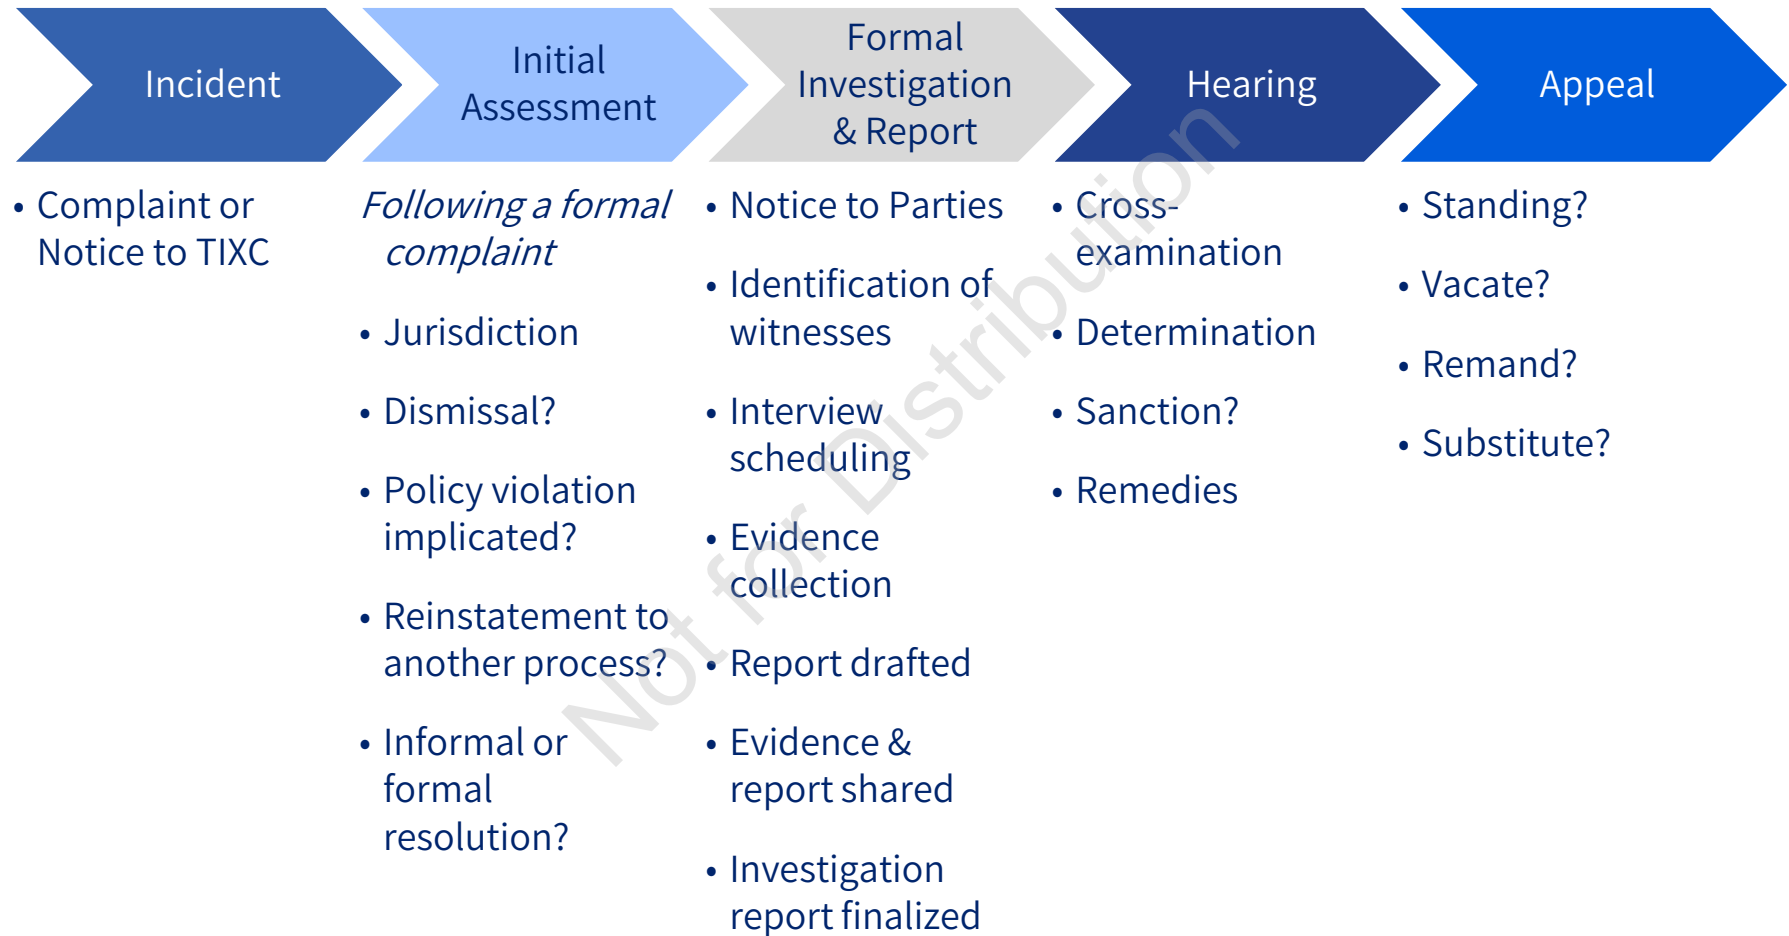 Incident
Initial
Assessment
Formal
Investigation
& Report
Hearing
Appeal
• Complaint or
Notice to TIXC
Following a formal
complaint
• Jurisdiction
• Dismissal?
• Policy violation
implicated?
• Reinstatement to
another process?
• Informal or
formal
resolution?
• Notice to Parties
• Identification of
witnesses
• Interview
scheduling
• Evidence
collection
• Report drafted
• Evidence &
report shared
• Investigation
report finalized
• Cross-
examination
• Determination
• Sanction?
• Remedies
• Standing?
• Vacate?
• Remand?
• Substitute?
Not for Distribution